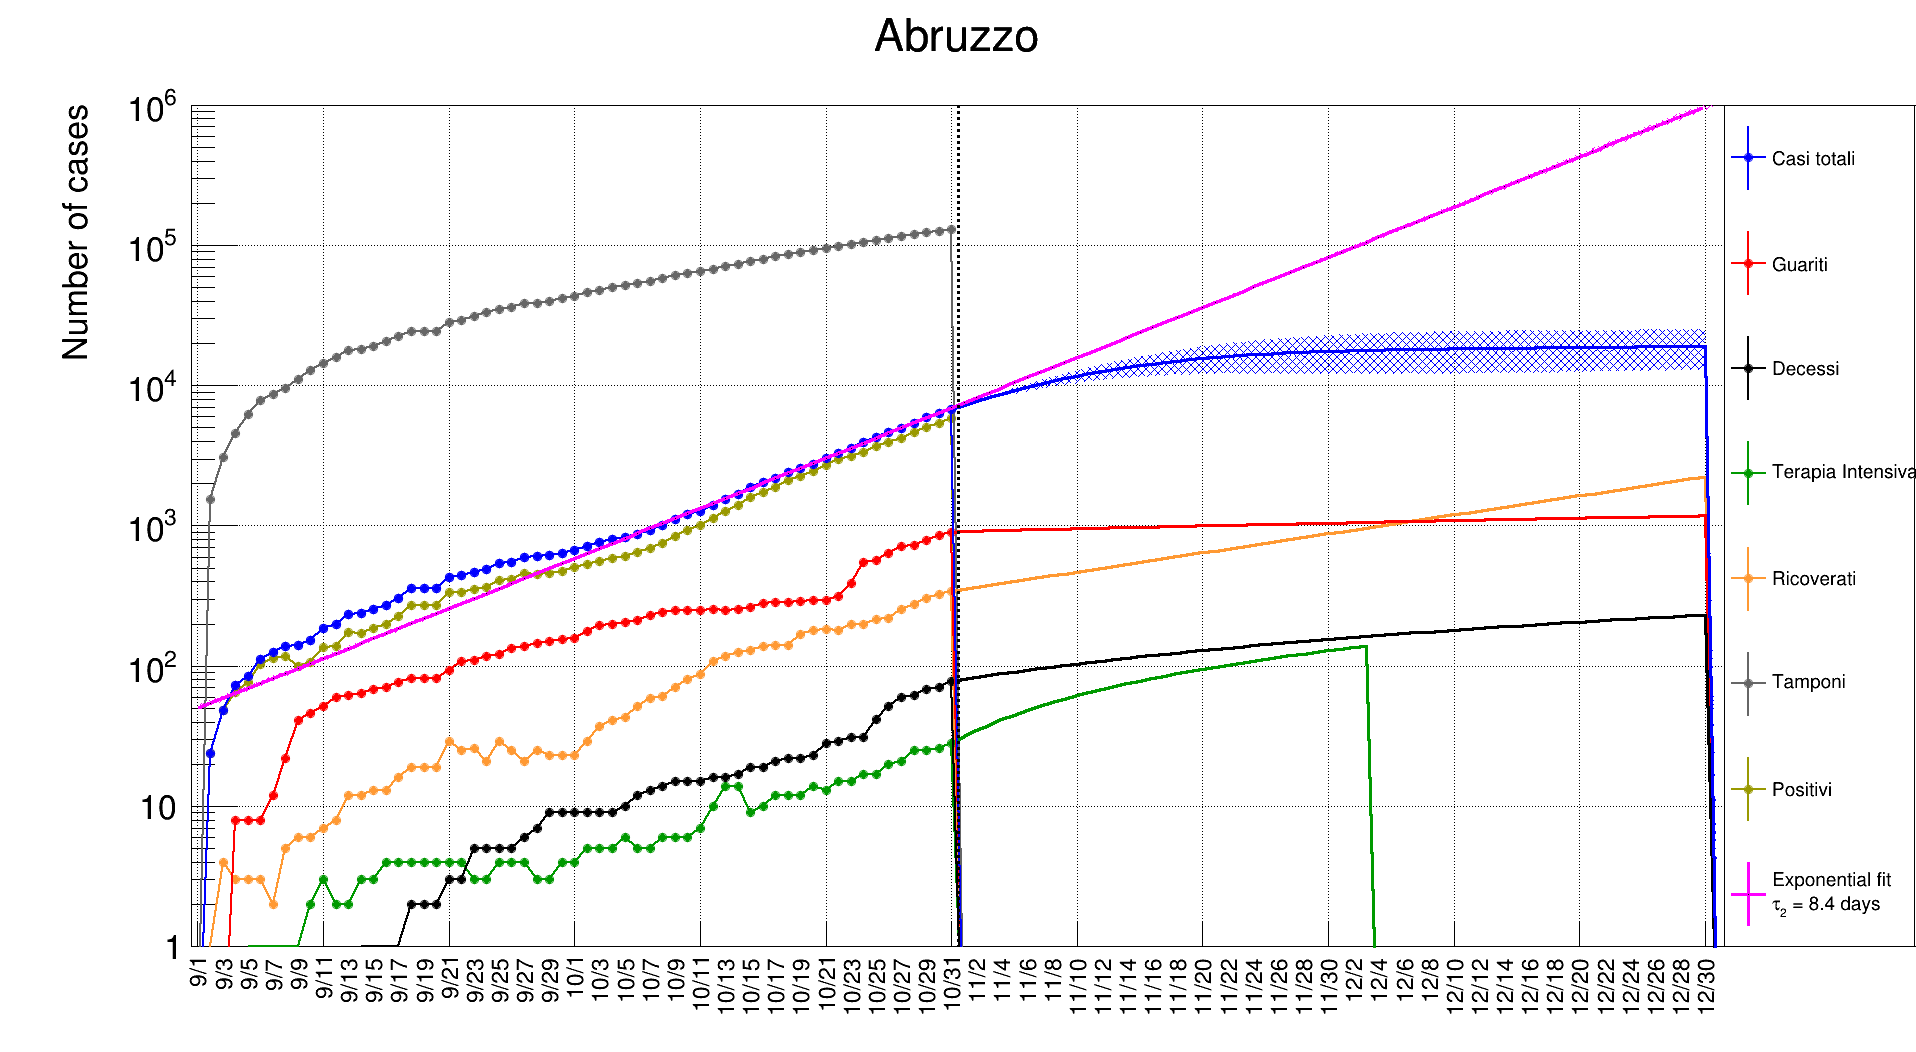 Abruzzo
Number of cases
10^6
10^5
10^4
10^3
10^2
10
1
9/1 9/3 9/5 9/7 9/9 9/11 9/13 9/15 9/17 9/19 9/21 9/23 9/25 9/27 9/29 10/1 10/3 10/5 10/7 10/9 10/11 10/13 10/15 10/17 10/19 10/21 10/23 10/25 10/27 10/29 10/31 11/2 11/4 11/6 11/8 11/10 11/12 11/14 11/16 11/18 11/20 11/22 11/24 11/26 11/28 11/30 12/2 12/4 12/6 12/8 12/10 12/12 12/14 12/16 12/18 12/20 12/22 12/24 12/26 12/28 12/30
Casi totali
Guariti
Decessi
Terapia Intensiva
Ricoverati
Tamponi
Positivi
Exponential fit
τ₂ = 8.4 days